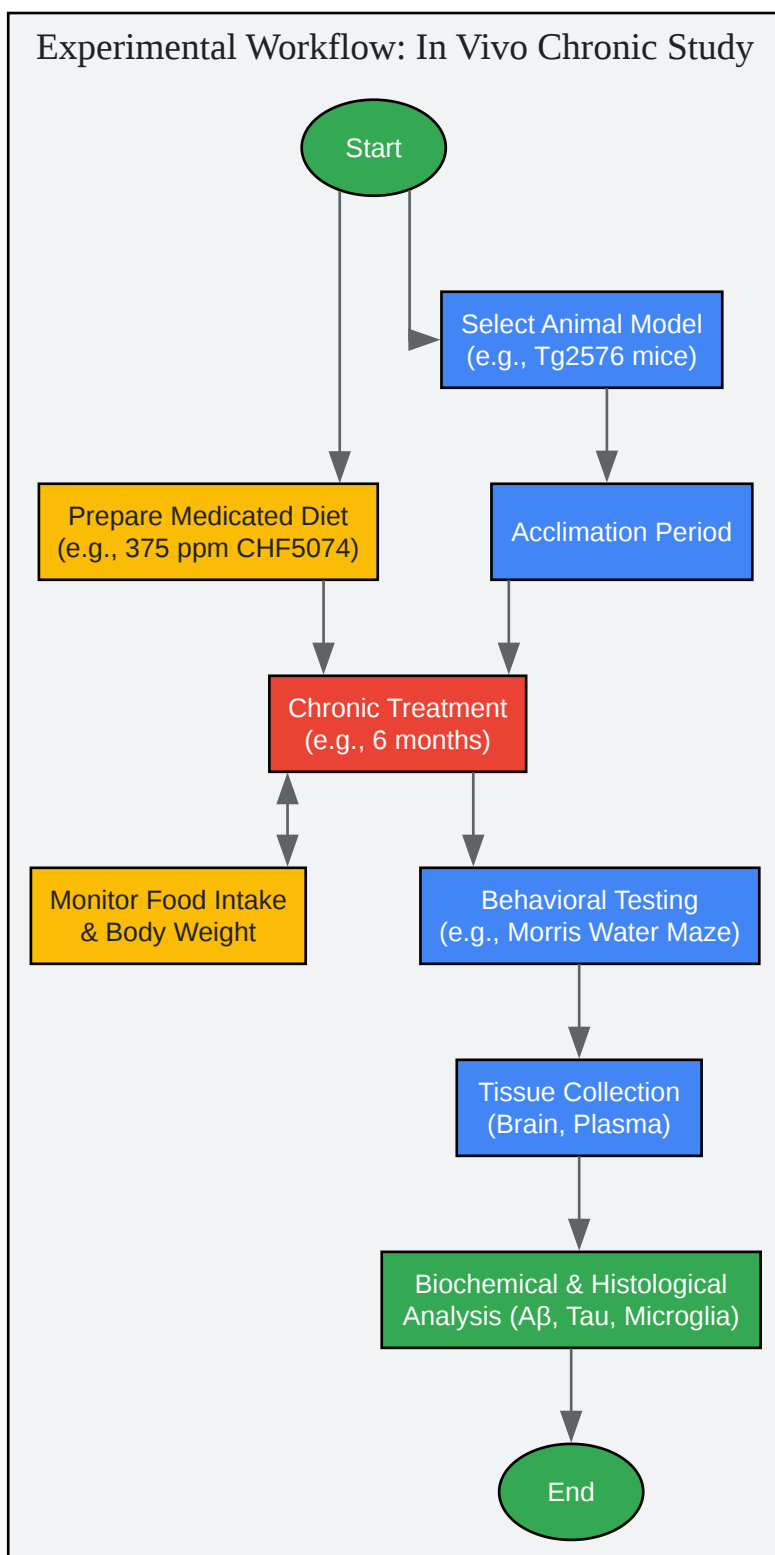 Experimental Workflow: In Vivo Chronic Study
Start
Select Animal Model
(e.g., Tg2576 mice)
Prepare Medicated Diet
(e.g., 375 ppm CHF5074)
Acclimation Period
Chronic Treatment
(e.g., 6 months)
Monitor Food Intake
& Body Weight
Behavioral Testing
(e.g., Morris Water Maze)
Tissue Collection
(Brain, Plasma)
Biochemical & Histological
Analysis (Aβ, Tau, Microglia)
End